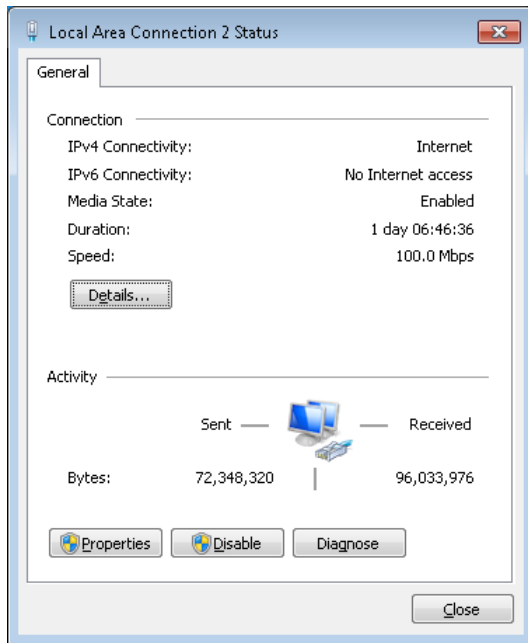 Local Area Connection 2 Status
General
Connection
IPv4 Connectivity: Internet
IPv6 Connectivity: No Internet access
Media State: Enabled
Duration: 1 day 06:46:36
Speed: 100.0 Mbps
Details...
Activity
Sent Received
Bytes: 72,348,320 96,033,976
Properties Disable Diagnose
Close